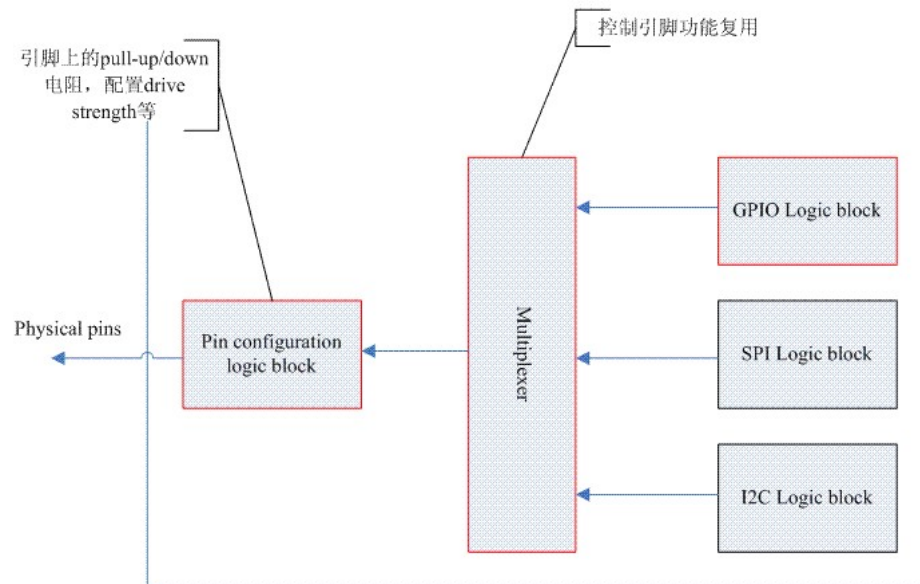 控制引脚功能复用
引脚上的pull-up/down
电阻，配置drive
strength等
GPIO Logic block
Physical pins
Pin configuration
logic block
Multiplexer
SPI Logic block
I2C Logic block